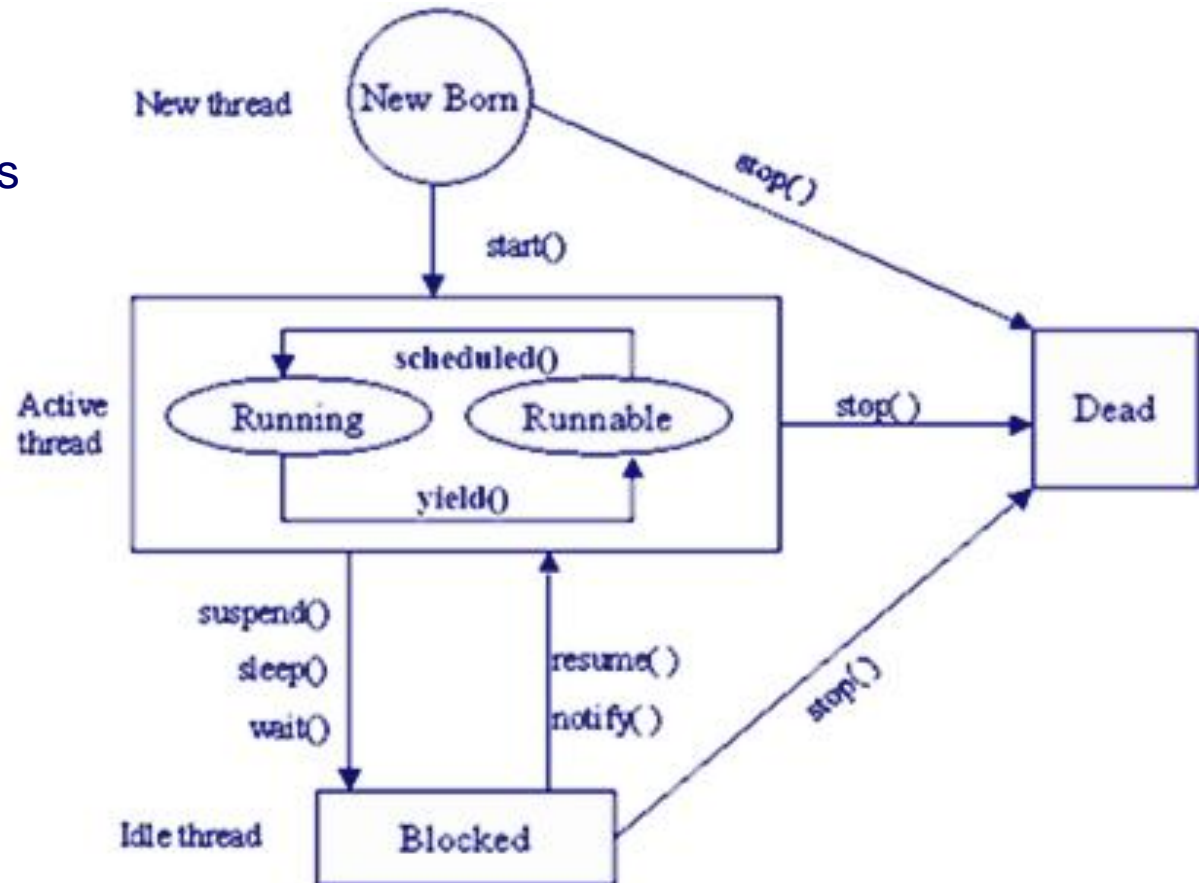 New thread
New Born
s
stop()
start()
scheduled()
Active
thread
Running
Runnable
stop( )
Dead
yield()
suspend()
sleep()
wait()
resume( )
notify( )
stop( )
Idle thread
Blocked